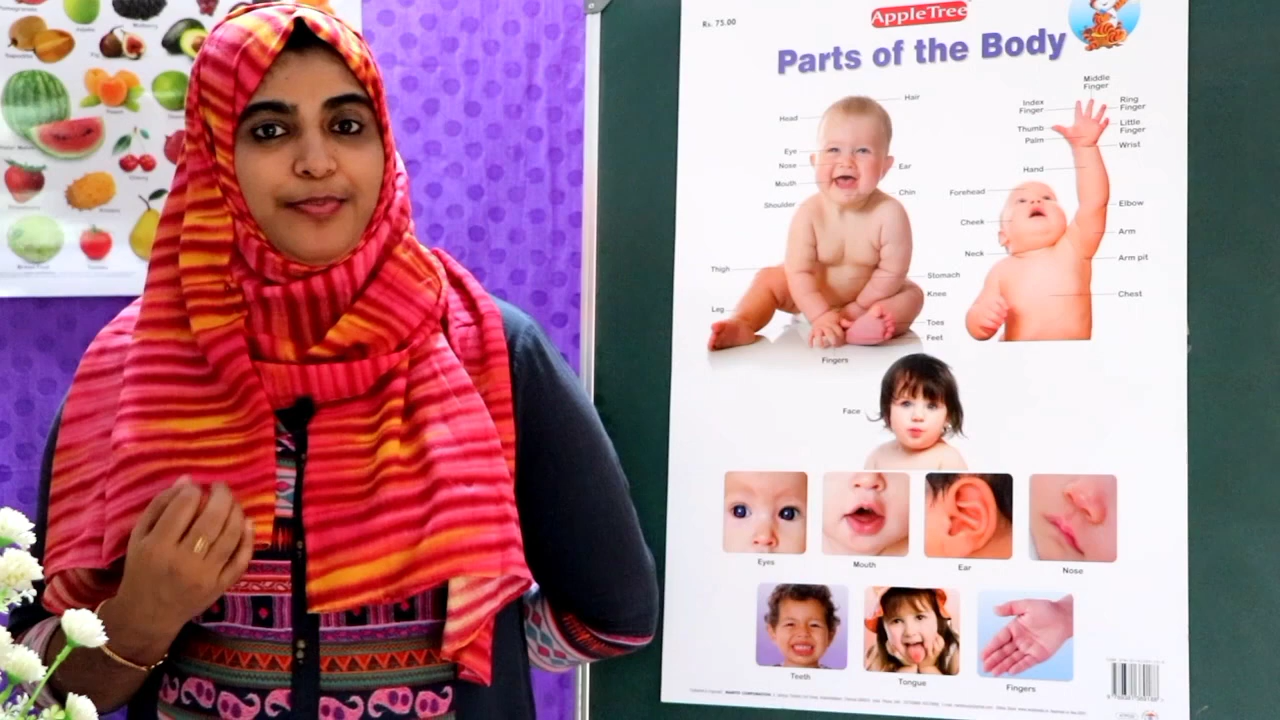 Rs. 75.00
AppleTree
Parts of the Body
Hair
Head
Eye
Nose
Mouth
Shoulder
Ear
Chin
Thigh
Leg
Stomach
Knee
Toes
Feet
Fingers
Middle
Finger
Index
Finger
Ring
Finger
Thumb
Little
Finger
Palm
Wrist
Hand
Forehead
Elbow
Cheek
Arm
Neck
Arm pit
Chest
Face
Eyes
Mouth
Ear
Nose
Teeth
Tongue
Fingers